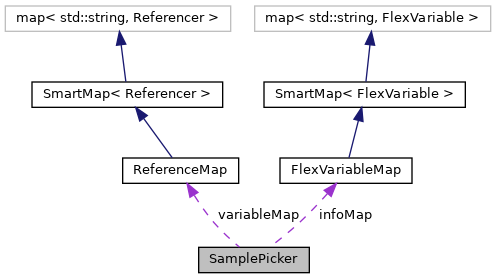 map< std::string, Referencer >
map< std::string, FlexVariable >
SmartMap< Referencer >
SmartMap< FlexVariable >
ReferenceMap
FlexVariableMap
variableMap
infoMap
SamplePicker